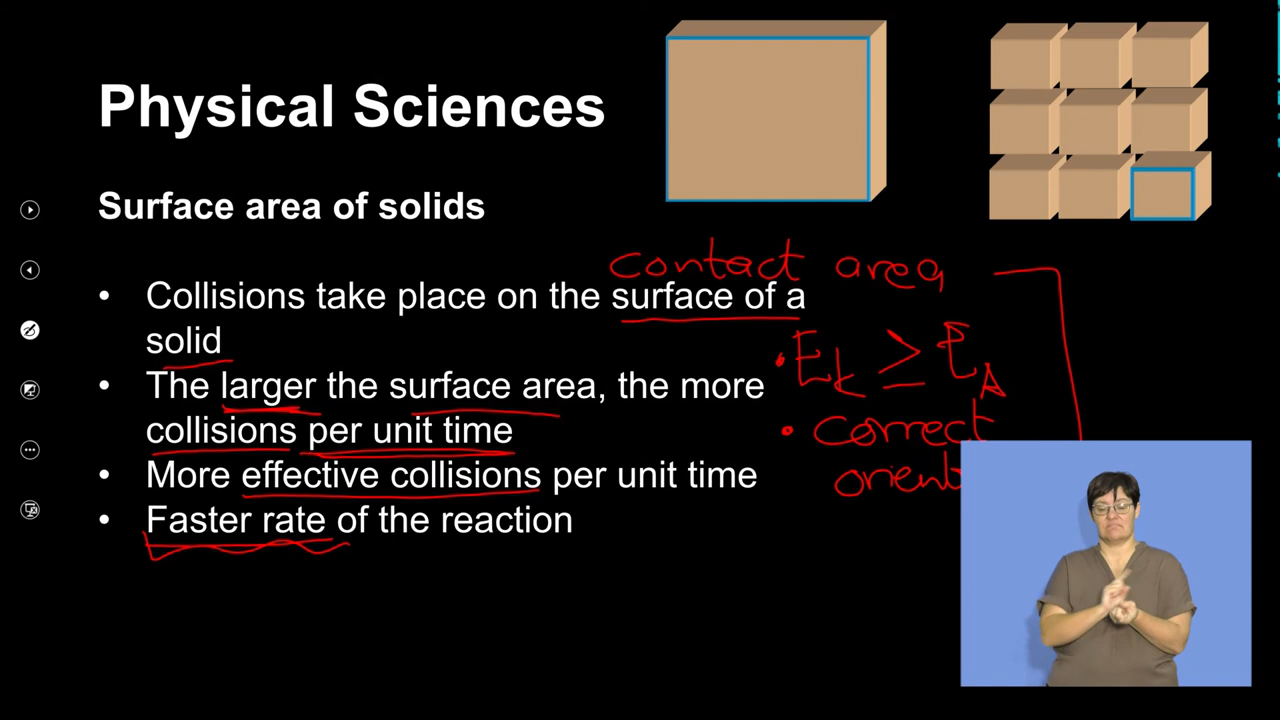 Physical Sciences
Surface area of solids
contact area
• Collisions take place on the surface of a
solid
• The larger the surface area, the more
collisions per unit time
• More effective collisions per unit time
• Faster rate of the reaction
• Ek ≥ EA
• correct
orient